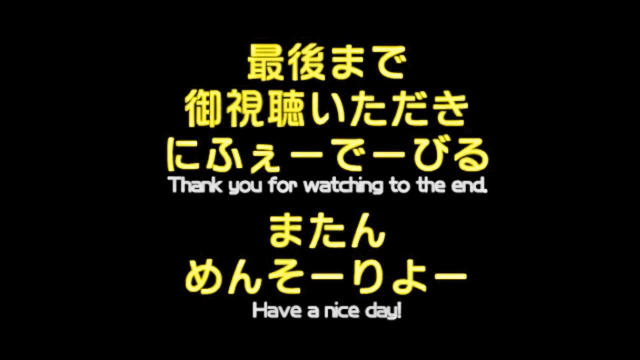 最後まで
御視聴いただき
にふぇーでーびる
Thank you for watching to the end.
またん
めんそーりよー
Have a nice day!